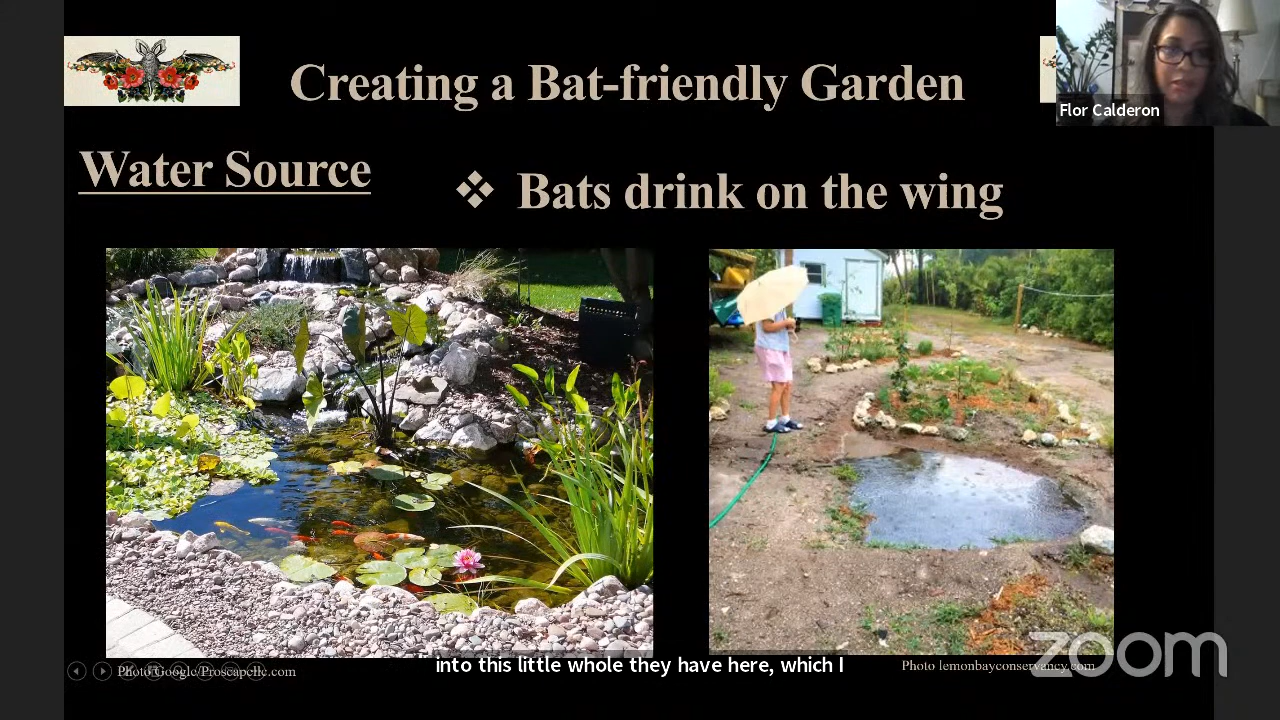 Creating a Bat-friendly Garden
Flor Calderon
Water Source
❖ Bats drink on the wing
Photo/Google/Proscapellc.com
into this little whole they have here, which I
Photo lemonbayconservancy.com
zoom